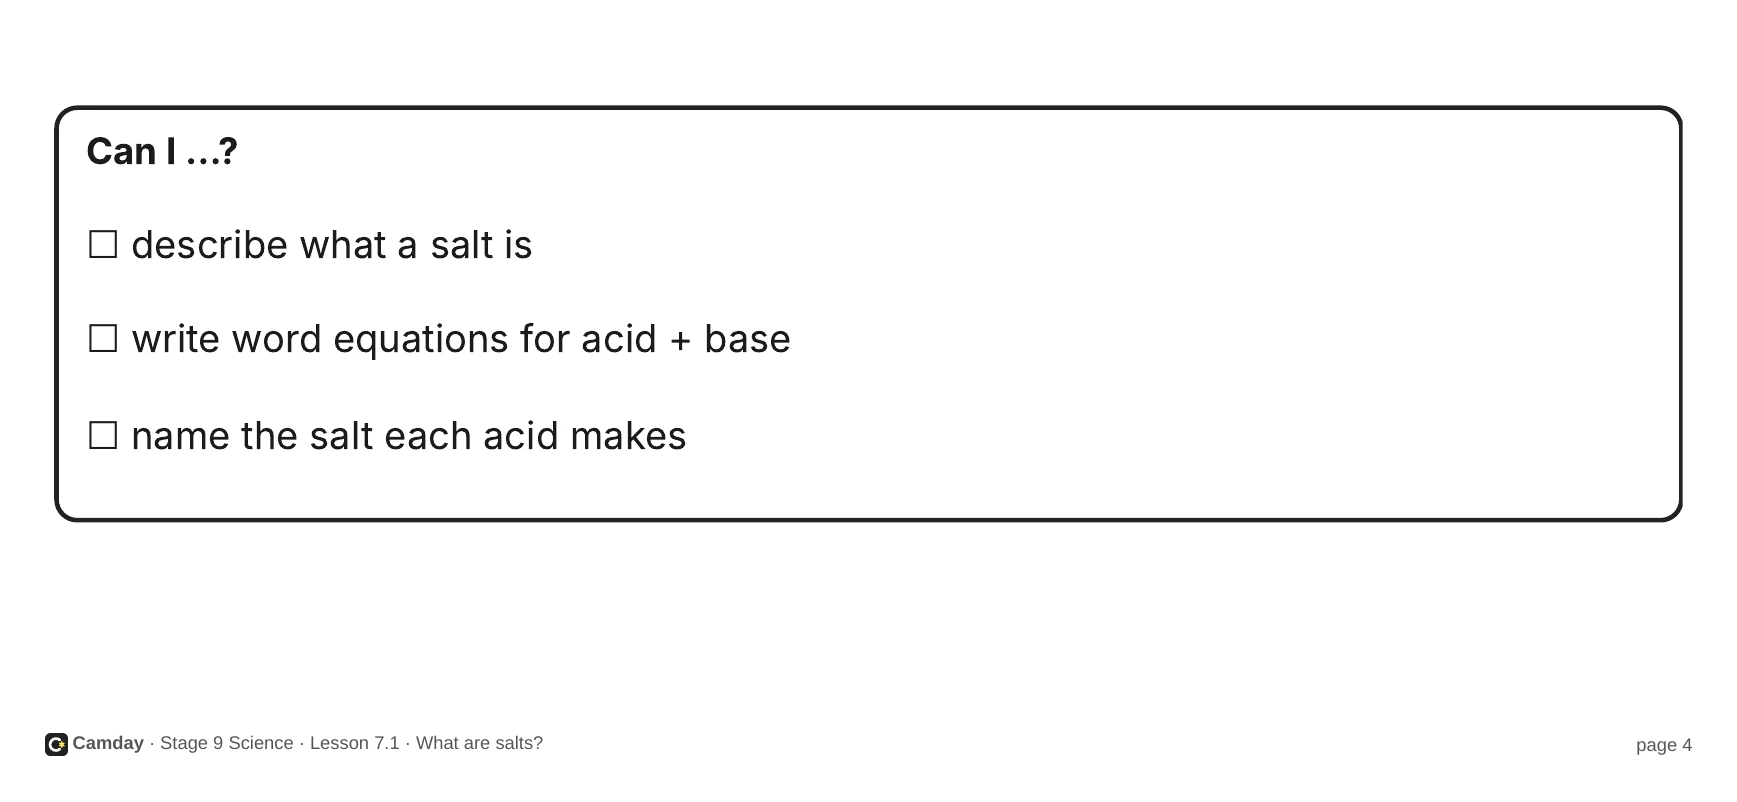 Can I ...?
☐ describe what a salt is
☐ write word equations for acid + base
☐ name the salt each acid makes
Camday · Stage 9 Science · Lesson 7.1 · What are salts?
page 4